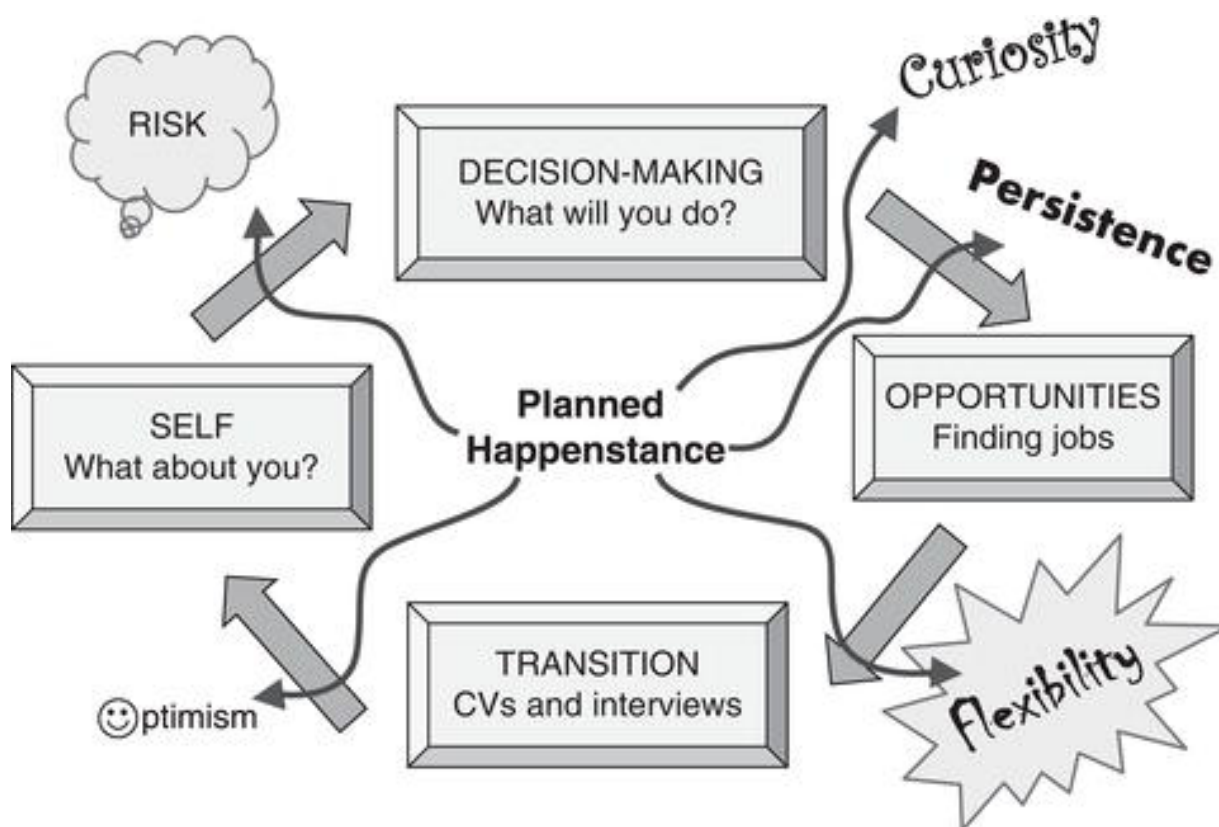 RISK
DECISION-MAKING
What will you do?
Curiosity
Persistence
SELF
What about you?
Planned
Happenstance
OPPORTUNITIES
Finding jobs
TRANSITION
CVs and interviews
☺ptimism
Flexibility